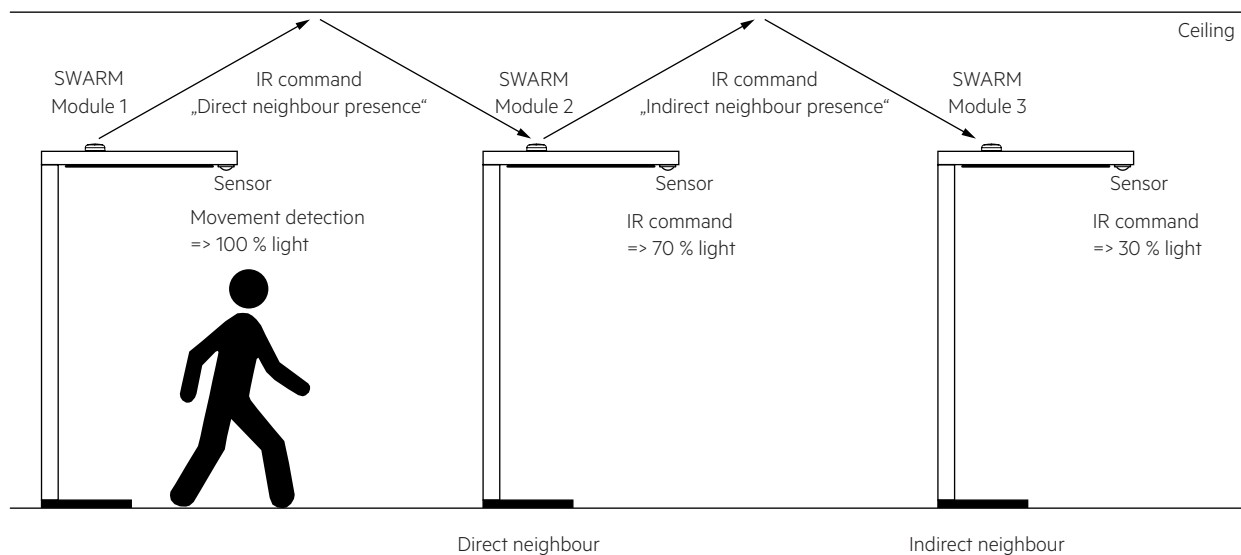 Ceiling
SWARM
Module 1
IR command
„Direct neighbour presence“
SWARM
Module 2
IR command
„Indirect neighbour presence“
SWARM
Module 3
Sensor
Movement detection
=> 100 % light
Sensor
IR command
=> 70 % light
Sensor
IR command
=> 30 % light
Direct neighbour
Indirect neighbour